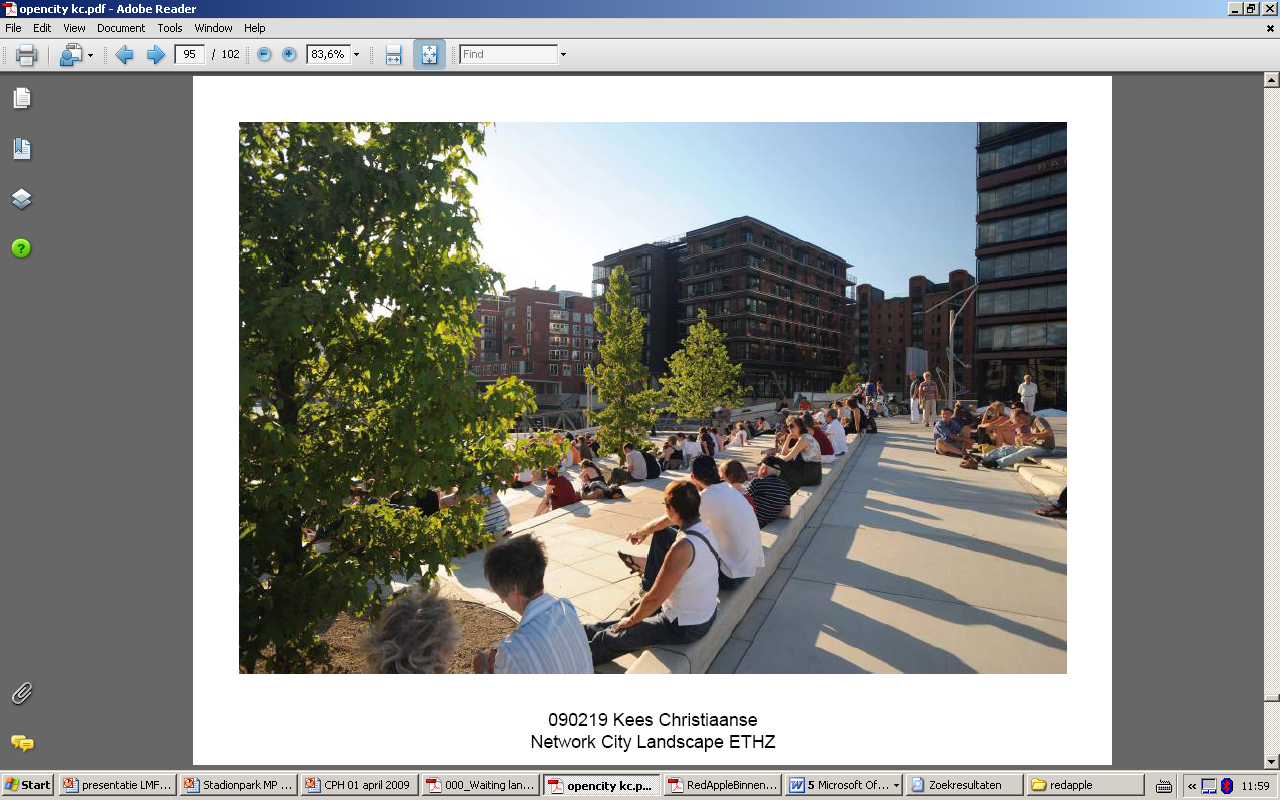 opencity kc.pdf - Adobe Reader
File Edit View Document Tools Window Help
95 / 102 83,6% Find
090219 Kees Christiaanse
Network City Landscape ETHZ
Start presentatie LMF... Stadionpark MP ... CPH 01 april 2009 000_Waiting lan... opencity kc.p... RedAppleBinnen... 5 Microsoft Of... Zoekresultaten redapple « 11:59